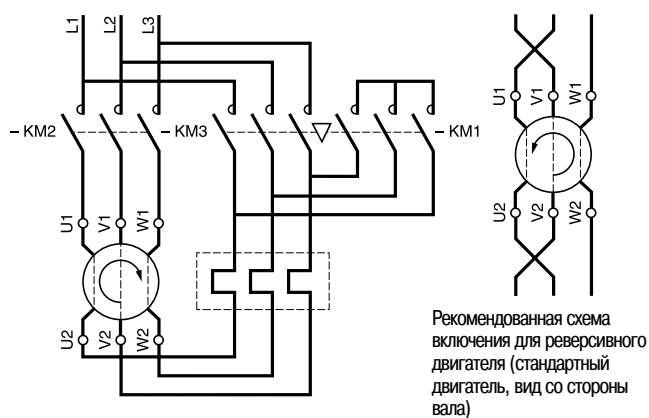 L1 L2 L3
– KM2 – KM3 – KM1
U1 V1 W1
U2 V2 W2
U1 V1 W1
U2 V2 W2
Рекомендованная схема
включения для реверсивного
двигателя (стандартный
двигатель, вид со стороны
вала)